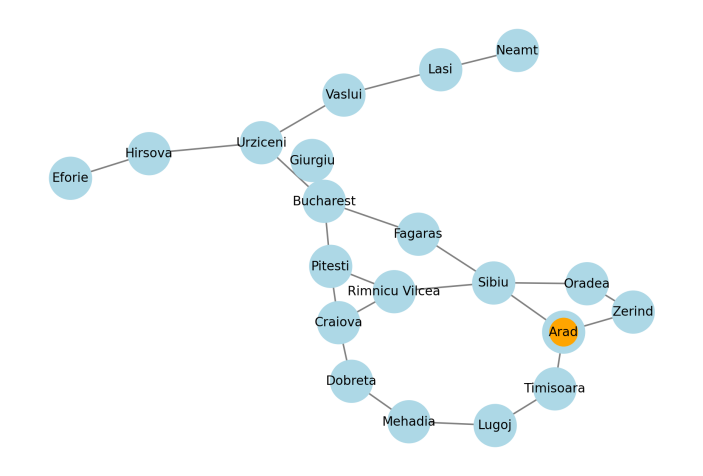 Neamt
Lasi
Vaslui
Urziceni
Hirsova
Giurgiu
Eforie
Bucharest
Fagaras
Pitesti
Sibiu
Oradea
Rimnicu Vilcea
Zerind
Craiova
Arad
Dobreta
Timisoara
Mehadia
Lugoj